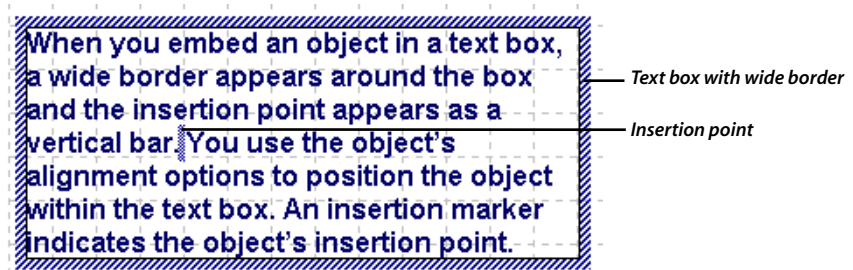 When you embed an object in a text box,
a wide border appears around the box
and the insertion point appears as a
vertical bar. You use the object's
alignment options to position the object
within the text box. An insertion marker
indicates the object's insertion point.
Text box with wide border
Insertion point